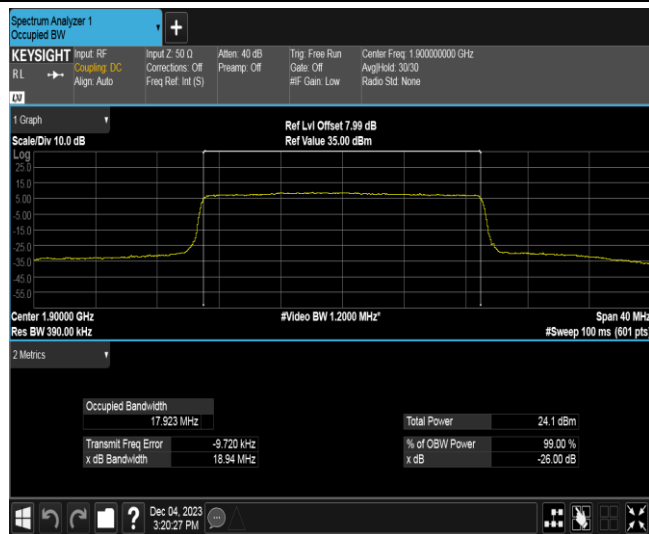 Spectrum Analyzer 1
Occupied BW
+
KEYSIGHT Input: RF Input Z: 50 Ω Atten: 40 dB Trig: Free Run Center Freq: 1.900000000 GHz
RL Coupling: DC Corrections: Off Preamp: Off Gate: Off Avg|Hold: 30/30
Align: Auto Freq Ref: Int (S) #IF Gain: Low Radio Std: None
LXI
1 Graph
Ref Lvl Offset 7.99 dB
Scale/Div 10.0 dB Ref Value 35.00 dBm
Log
25.0
15.0
5.00
-5.00
-15.0
-25.0
-35.0
-45.0
-55.0
Center 1.90000 GHz #Video BW 1.2000 MHz* Span 40 MHz
Res BW 390.00 kHz #Sweep 100 ms (601 pts)
2 Metrics
Occupied Bandwidth
17.923 MHz Total Power 24.1 dBm
Transmit Freq Error -9.720 kHz % of OBW Power 99.00 %
x dB Bandwidth 18.94 MHz x dB -26.00 dB
? Dec 04, 2023
3:20:27 PM